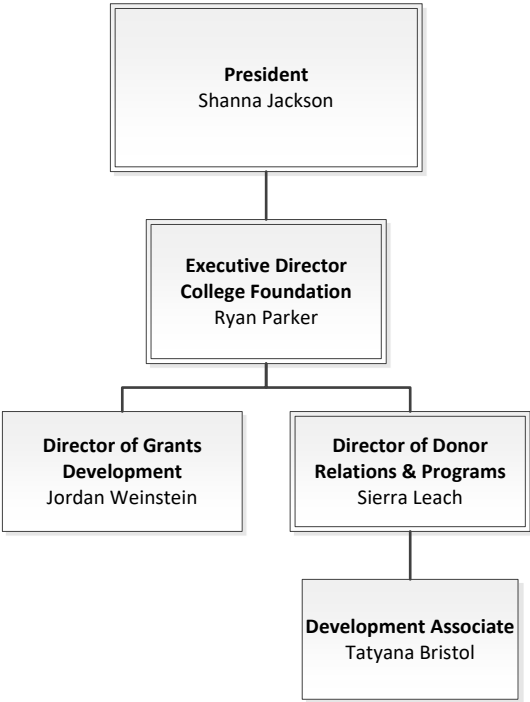 President
Shanna Jackson
Executive Director
College Foundation
Ryan Parker
Director of Grants
Development
Jordan Weinstein
Director of Donor
Relations & Programs
Sierra Leach
Development Associate
Tatyana Bristol